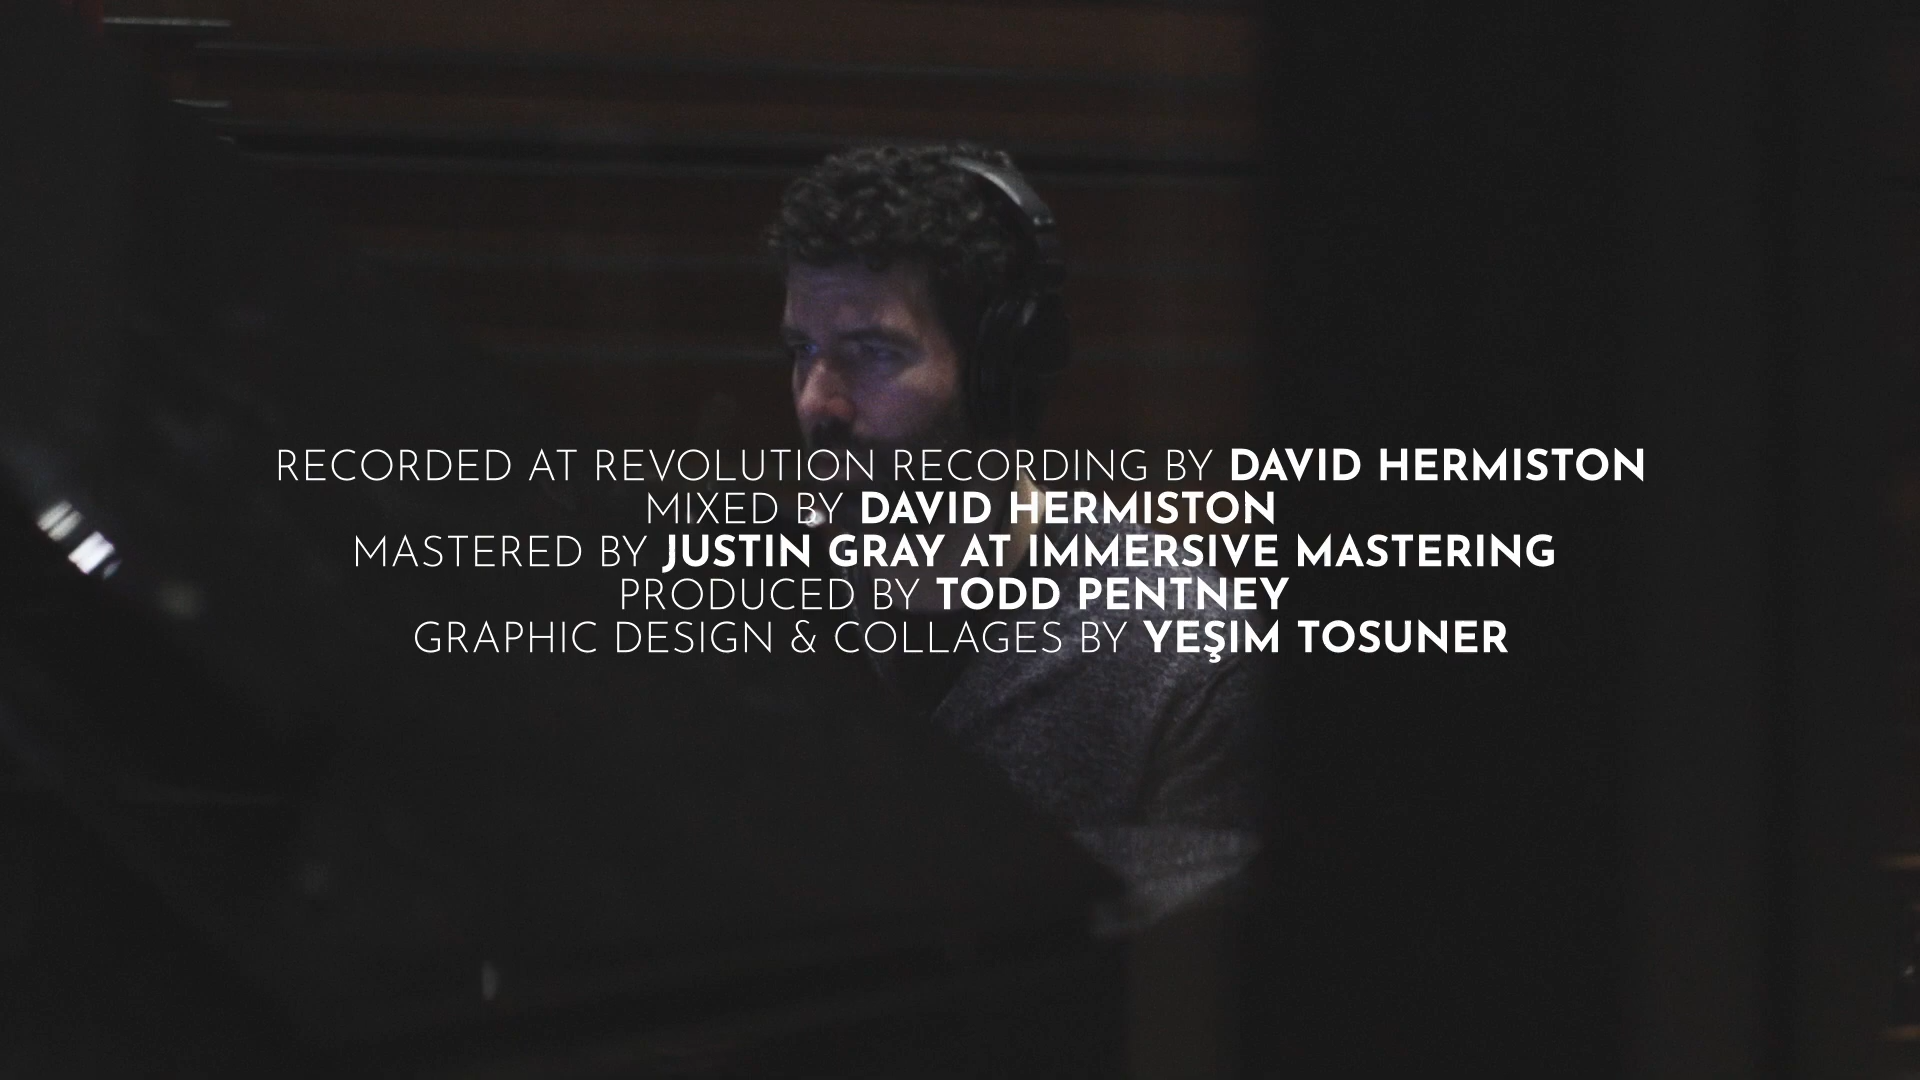 RECORDED AT REVOLUTION RECORDING BY DAVID HERMISTON
MIXED BY DAVID HERMISTON
MASTERED BY JUSTIN GRAY AT IMMERSIVE MASTERING
PRODUCED BY TODD PENTNEY
GRAPHIC DESIGN & COLLAGES BY YEŞIM TOSUNER